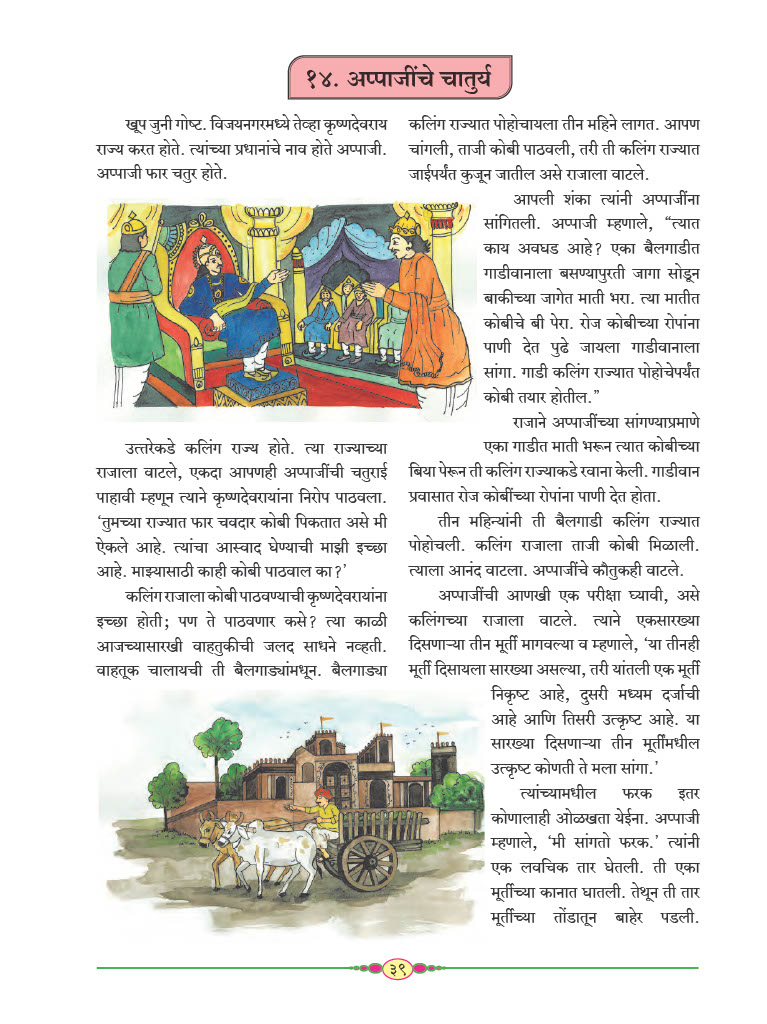 १४. अप्पाजींचे चातुर्य
खूप जुनी गोष्ट. विजयनगरमध्ये तेव्हा कृष्णदेवराय
राज्य करत होते. त्यांच्या प्रधानांचे नाव होते अप्पाजी.
अप्पाजी फार चतुर होते.
उत्तरेकडे कलिंग राज्य होते. त्या राज्याच्या
राजाला वाटले, एकदा आपणही अप्पाजींची चतुराई
पाहावी म्हणून त्याने कृष्णदेवरायांना निरोप पाठवला.
‘तुमच्या राज्यात फार चवदार कोबी पिकतात असे मी
ऐकले आहे. त्यांचा आस्वाद घेण्याची माझी इच्छा
आहे. माझ्यासाठी काही कोबी पाठवाल का?’
कलिंग राजाला कोबी पाठवण्याची कृष्णदेवरायांना
इच्छा होती; पण ते पाठवणार कसे? त्या काळी
आजच्यासारखी वाहतुकीची जलद साधने नव्हती.
वाहतूक चालायची ती बैलगाड्यांमधून. बैलगाड्या
कलिंग राज्यात पोहोचायला तीन महिने लागत. आपण
चांगली, ताजी कोबी पाठवली, तरी ती कलिंग राज्यात
जाईपर्यंत कुजून जातील असे राजाला वाटले.
आपली शंका त्यांनी अप्पाजींना
सांगितली. अप्पाजी म्हणाले, “त्यात
काय अवघड आहे? एका बैलगाडीत
गाडीवानाला बसण्यापुरती जागा सोडून
बाकीच्या जागेत माती भरा. त्या मातीत
कोबीचे बी पेरा. रोज कोबीच्या रोपांना
पाणी देत पुढे जायला गाडीवानाला
सांगा. गाडी कलिंग राज्यात पोहोचेपर्यंत
कोबी तयार होतील.”
राजाने अप्पाजींच्या सांगण्याप्रमाणे
एका गाडीत माती भरून त्यात कोबीच्या
बिया पेरून ती कलिंग राज्याकडे रवाना केली. गाडीवान
प्रवासात रोज कोबींच्या रोपांना पाणी देत होता.
तीन महिन्यांनी ती बैलगाडी कलिंग राज्यात
पोहोचली. कलिंग राजाला ताजी कोबी मिळाली.
त्याला आनंद वाटला. अप्पाजींचे कौतुकही वाटले.
अप्पाजींची आणखी एक परीक्षा घ्यावी, असे
कलिंगच्या राजाला वाटले. त्याने एकसारख्या
दिसणाऱ्या तीन मूर्ती मागवल्या व म्हणाले, ‘या तीनही
मूर्ती दिसायला सारख्या असल्या, तरी यांतली एक मूर्ती
निकृष्ट आहे, दुसरी मध्यम दर्जाची
आहे आणि तिसरी उत्कृष्ट आहे. या
सारख्या दिसणाऱ्या तीन मूर्तींमधील
उत्कृष्ट कोणती ते मला सांगा.’
त्यांच्यामधील फरक इतर
कोणालाही ओळखता येईना. अप्पाजी
म्हणाले, ‘मी सांगतो फरक.’ त्यांनी
एक लवचिक तार घेतली. ती एका
मूर्तीच्या कानात घातली. तेथून ती तार
मूर्तीच्या तोंडातून बाहेर पडली.
३९